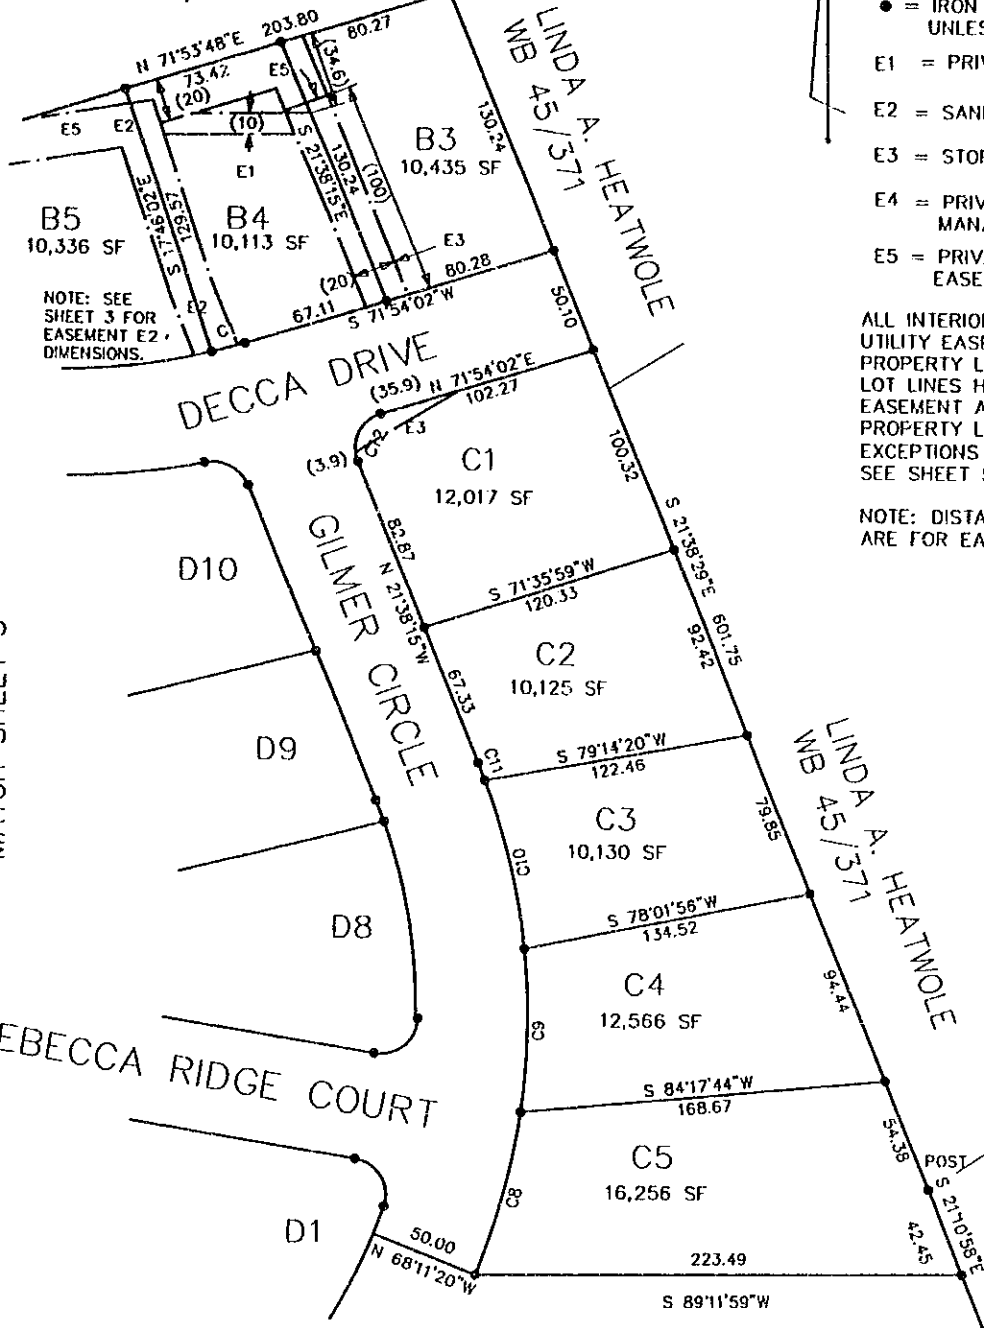 N 71°53'48"E 203.80
80.27
73.42
(20)
E5
(34.6)
E5
E2
(10)
E1
B3
10,435 SF
130.24
LINDA A. HEATWOLE
WB 45/371
B5
10,336 SF
S 17°46'02"E
129.57
B4
10,113 SF
S 21°38'15"E
130.24
(100)
E3
(20)
80.28
67.11
S 71°54'02"W
E2
C
NOTE: SEE
SHEET 3 FOR
EASEMENT E2
DIMENSIONS.
50.10
DECCA DRIVE
(35.9)
N 71°54'02"E
102.27
C12
E3
(3.9)
C1
12,017 SF
100.32
82.87
N 21°38'15"W
GILMER CIRCLE
D10
S 71°35'59"W
120.33
S 21°38'29"E 601.75
C2
10,125 SF
92.42
67.33
D9
C11
S 79°14'20"W
122.46
C3
10,130 SF
79.85
LINDA A. HEATWOLE
WB 45/371
C10
D8
S 78°01'56"W
134.52
C4
12,566 SF
94.44
C9
EBECCA RIDGE COURT
S 84°17'44"W
168.67
C5
16,256 SF
54.38
POST
S 21°10'58"E
42.45
C8
D1
50.00
N 68°11'20"W
223.49
S 89°11'59"W
● = IRON
UNLES
E1 = PRIV
E2 = SANI
E3 = STO
E4 = PRIV
MANA
E5 = PRIVA
EASE
ALL INTERIO
UTILITY EASE
PROPERTY L
LOT LINES H
EASEMENT A
PROPERTY L
EXCEPTIONS
SEE SHEET
NOTE: DISTA
ARE FOR EA